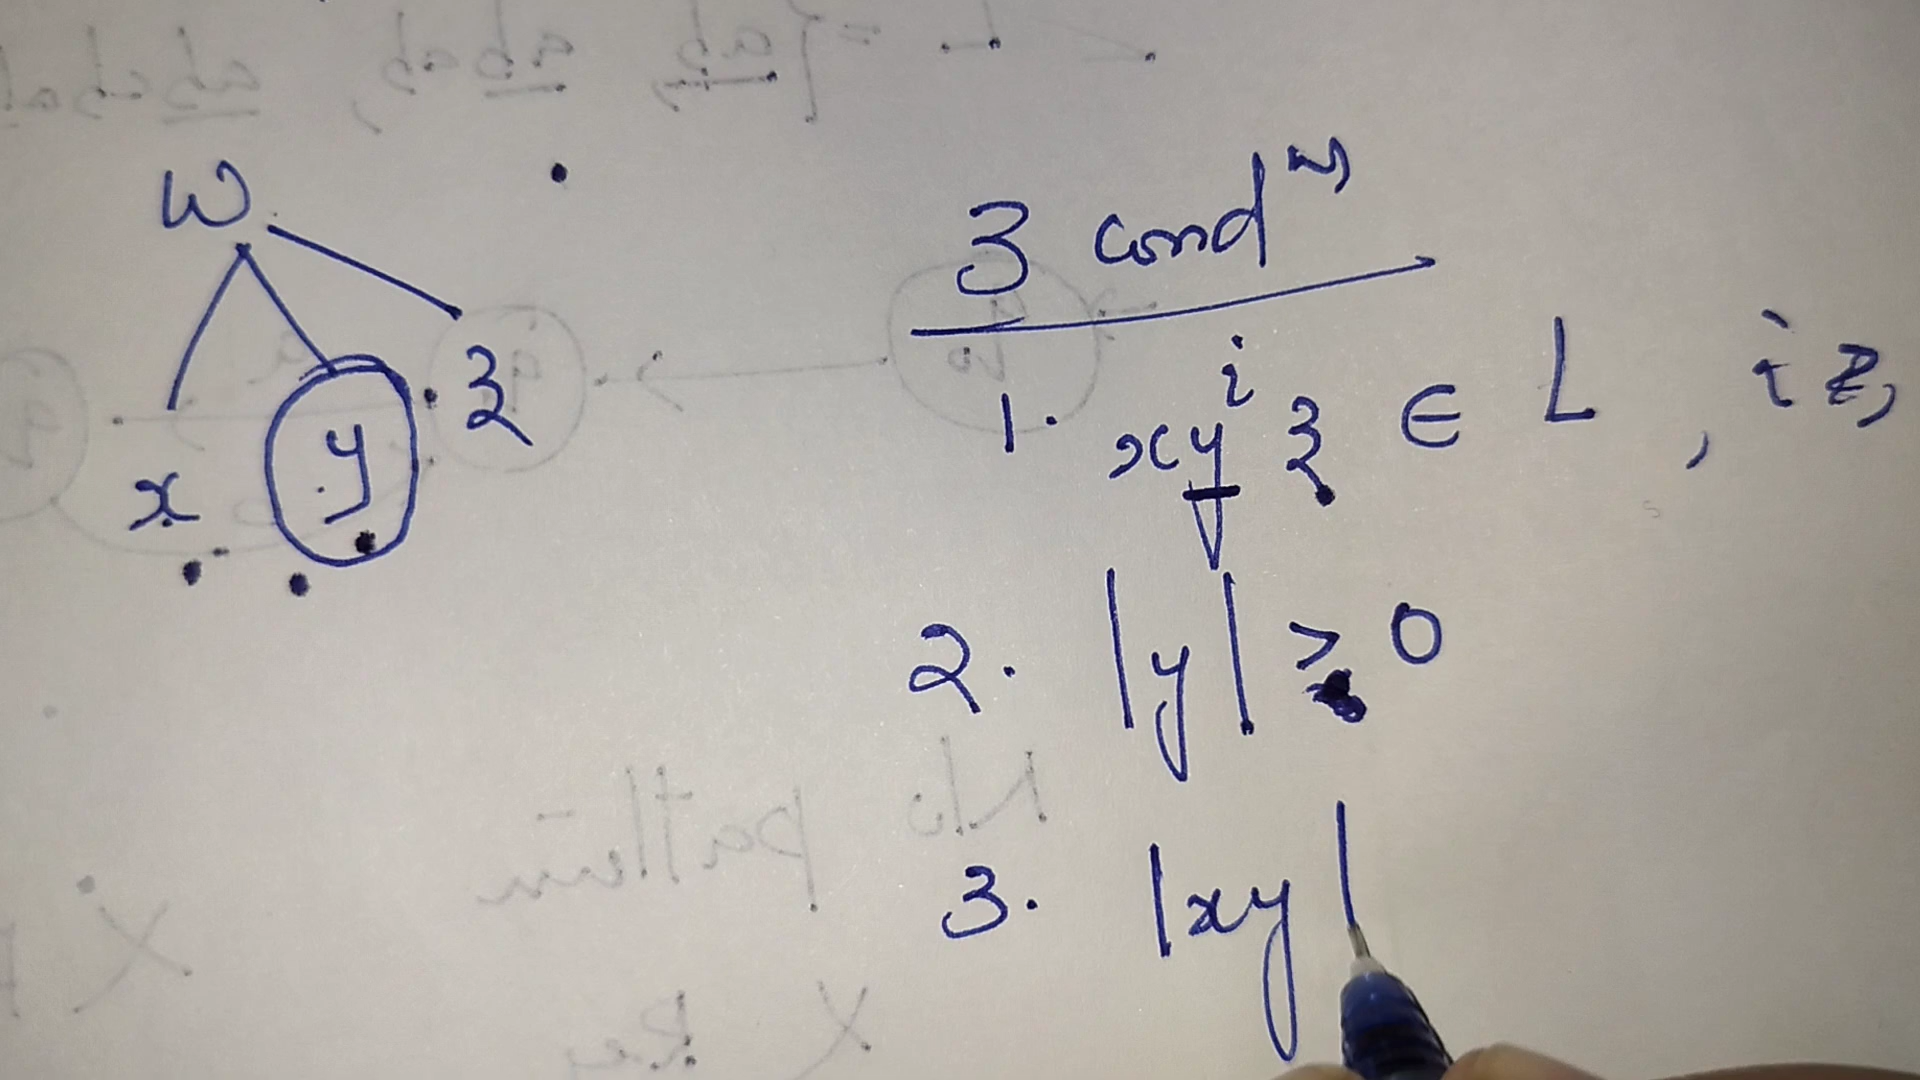 w
x y z
3 condⁿ
1. xyⁱz ∈ L , i
2. |y| > 0
3. |xy|